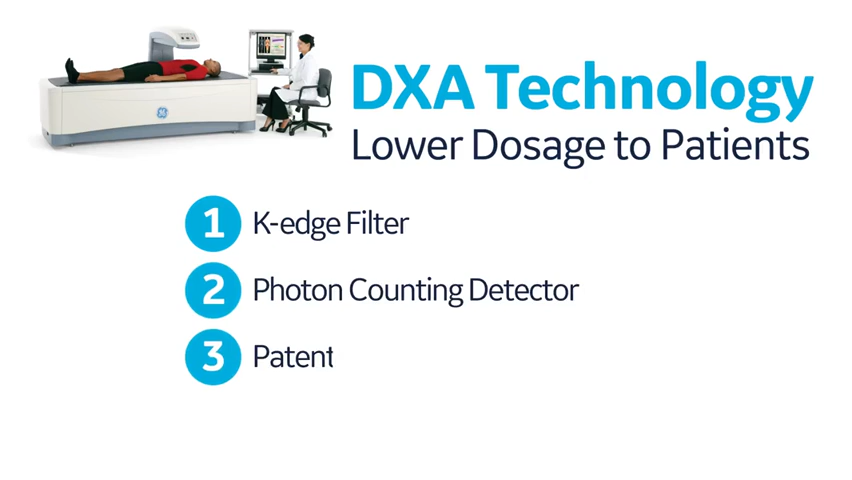 DXA Technology
Lower Dosage to Patients
1 K-edge Filter
2 Photon Counting Detector
3 Patent